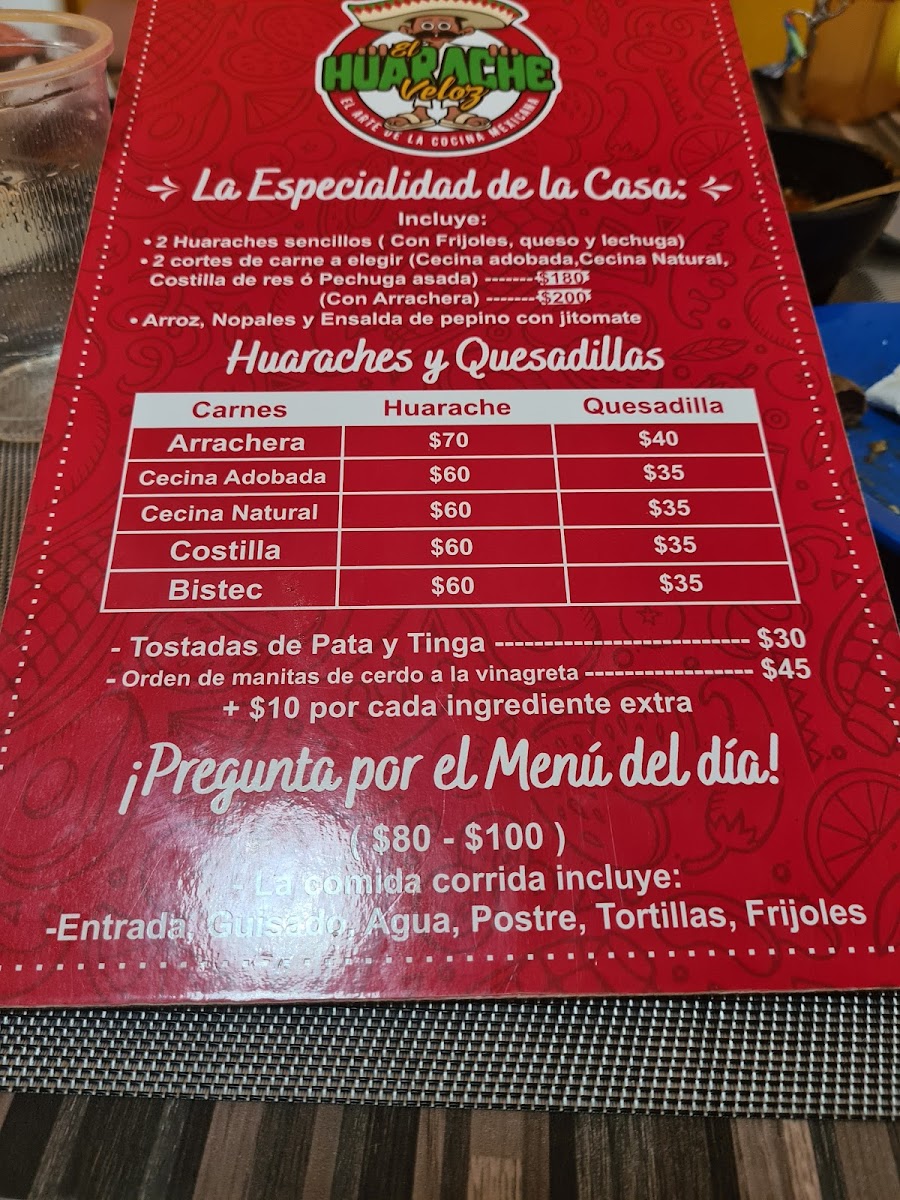 El
HUARACHE
Veloz
EL ARTE DE LA COCINA MEXICANA
La Especialidad de la Casa:
Incluye:
• 2 Huaraches sencillos ( Con Frijoles, queso y lechuga)
• 2 cortes de carne a elegir (Cecina adobada,Cecina Natural,
Costilla de res ó Pechuga asada) -------$180
(Con Arrachera) -------$200
• Arroz, Nopales y Ensalda de pepino con jitomate
Huaraches y Quesadillas
Carnes Huarache Quesadilla
Arrachera $70 $40
Cecina Adobada $60 $35
Cecina Natural $60 $35
Costilla $60 $35
Bistec $60 $35
- Tostadas de Pata y Tinga --------------------------- $30
- Orden de manitas de cerdo a la vinagreta ------------------ $45
+ $10 por cada ingrediente extra
¡Pregunta por el Menú del día!
( $80 - $100 )
- La comida corrida incluye:
-Entrada, Guisado, Agua, Postre, Tortillas, Frijoles